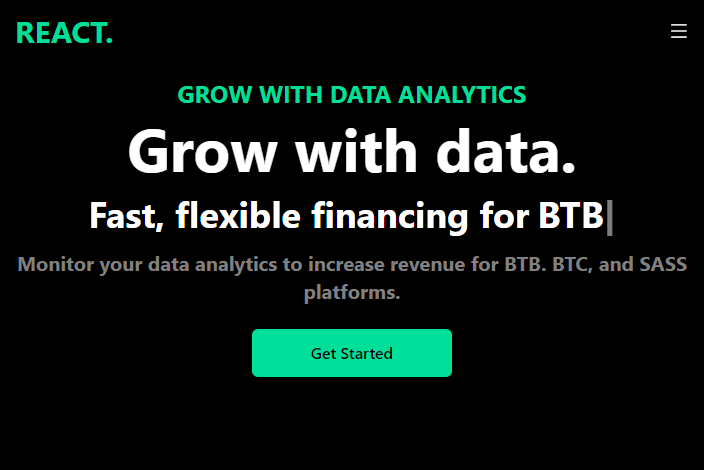 REACT.
GROW WITH DATA ANALYTICS
Grow with data.
Fast, flexible financing for BTB
Monitor your data analytics to increase revenue for BTB. BTC, and SASS
platforms.
Get Started